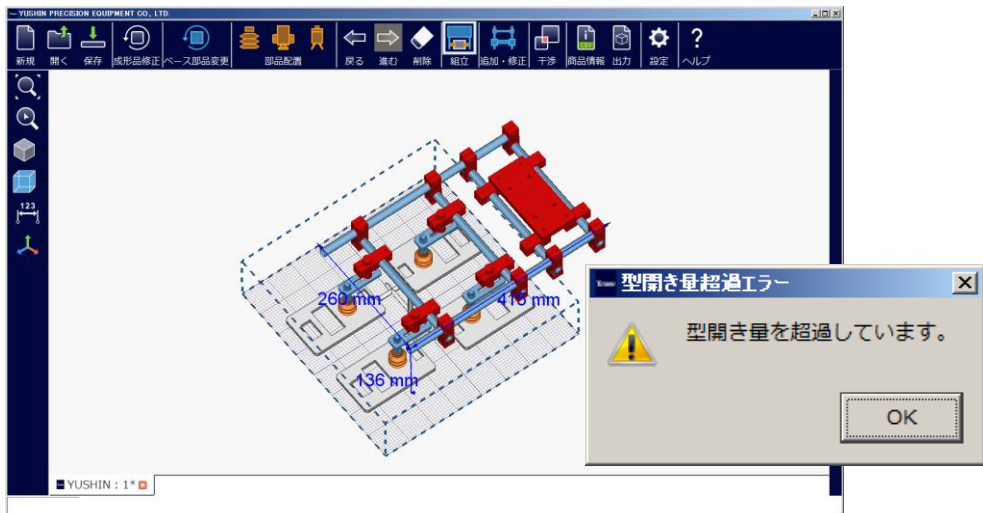 YUSHIN PRECISION EQUIPMENT CO., LTD.
新規 開く 保存 成形品修正 ベース部品変更 部品配置 戻る 進む 削除 組立 追加・修正 干渉 商品情報 出力 設定 ヘルプ
123
260 mm
415 mm
136 mm
型開き量超過エラー
型開き量を超過しています。
OK
YUSHIN : 1*